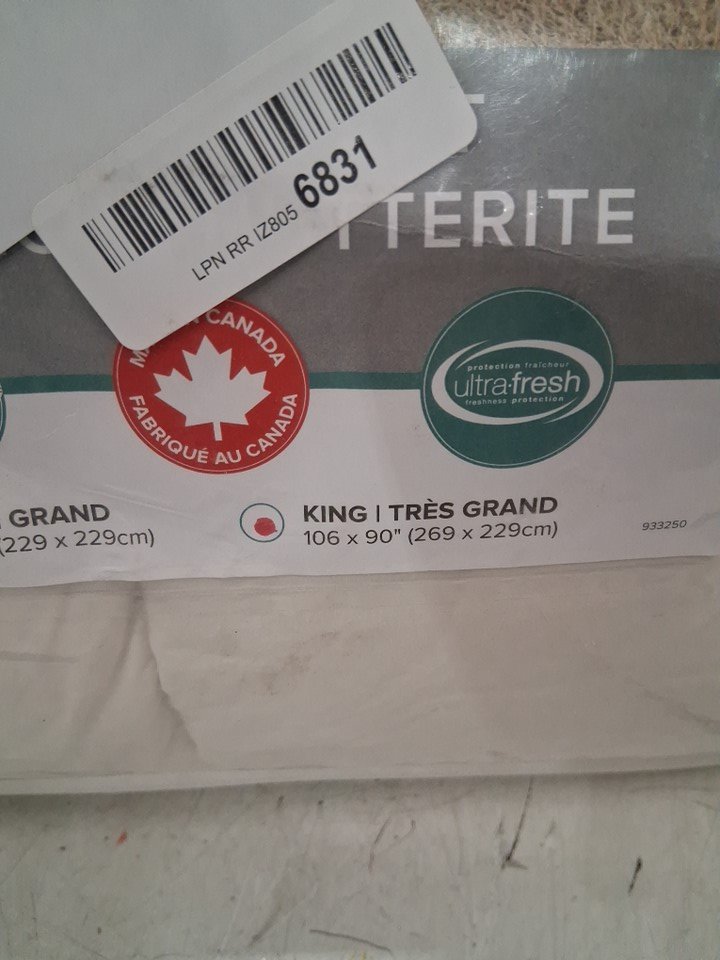 LPN RR IZ805 6831
TTERITE
CANADA
FABRIQUÉ AU CANADA
protection fraîcheur
ultra-fresh
freshness protection
GRAND
(229 x 229cm)
KING | TRÈS GRAND
106 x 90" (269 x 229cm)
933250